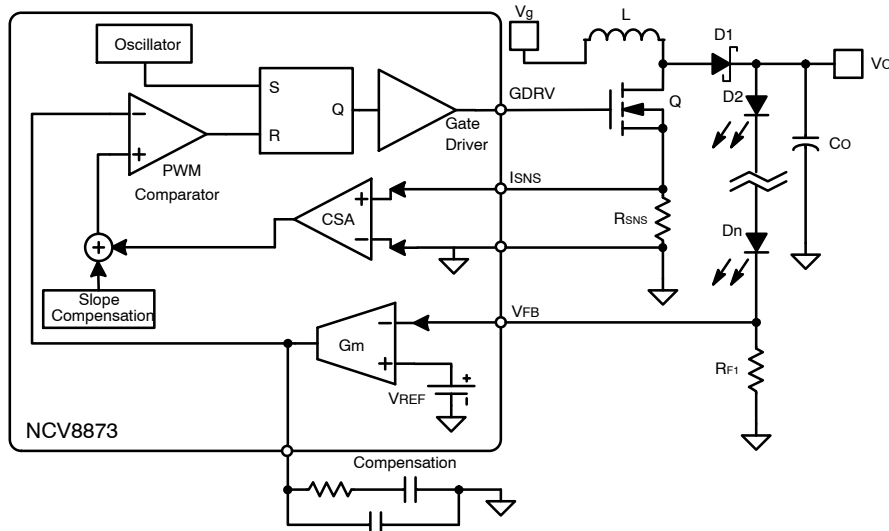 Vg
L
D1
VO
Oscillator
S
Q
R
GDRV
Q
D2
CO
Gate
Driver
PWM
Comparator
ISNS
CSA
RSNS
Dn
Slope
Compensation
VFB
Gm
VREF
RF1
NCV8873
Compensation